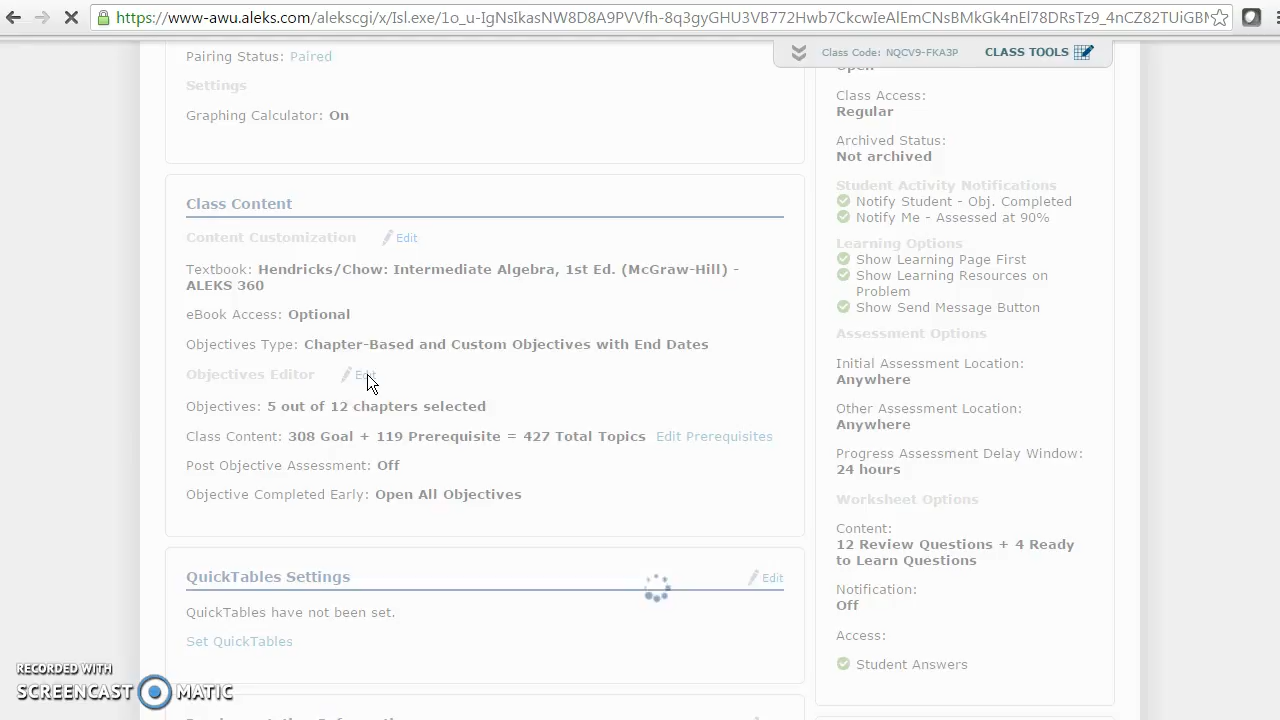 https://www-awu.aleks.com/alekscgi/x/Isl.exe/1o_u-IgNsIkasNW8D8A9PVVfh-8q3gyGHU3VB772Hwb7CkcwIeAlEmCNsBMkGk4nEl78DRsTz9_4nCZ82TUiGBN
Class Code: NQCV9-FKA3P
CLASS TOOLS
Pairing Status: Paired
Settings
Graphing Calculator: On
Class Content
Content Customization Edit
Textbook: Hendricks/Chow: Intermediate Algebra, 1st Ed. (McGraw-Hill) -
ALEKS 360
eBook Access: Optional
Objectives Type: Chapter-Based and Custom Objectives with End Dates
Objectives Editor Edit
Objectives: 5 out of 12 chapters selected
Class Content: 308 Goal + 119 Prerequisite = 427 Total Topics Edit Prerequisites
Post Objective Assessment: Off
Objective Completed Early: Open All Objectives
QuickTables Settings Edit
QuickTables have not been set.
Set QuickTables
Open
Class Access:
Regular
Archived Status:
Not archived
Student Activity Notifications
Notify Student - Obj. Completed
Notify Me - Assessed at 90%
Learning Options
Show Learning Page First
Show Learning Resources on
Problem
Show Send Message Button
Assessment Options
Initial Assessment Location:
Anywhere
Other Assessment Location:
Anywhere
Progress Assessment Delay Window:
24 hours
Worksheet Options
Content:
12 Review Questions + 4 Ready
to Learn Questions
Notification:
Off
Access:
Student Answers
RECORDED WITH
SCREENCAST MATIC